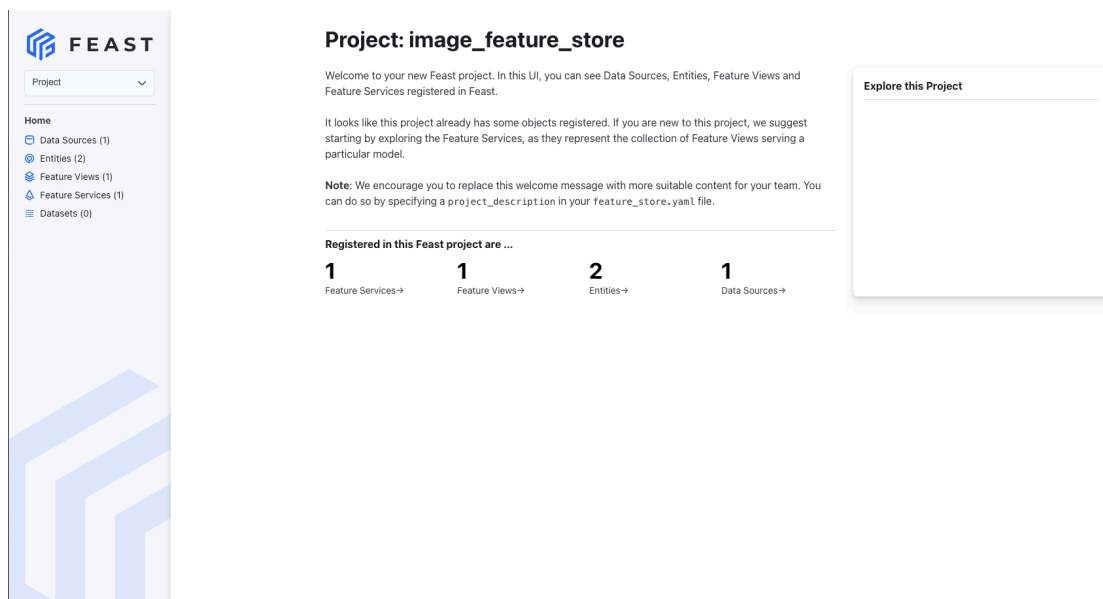 FEAST
Project
Home
Data Sources (1)
Entities (2)
Feature Views (1)
Feature Services (1)
Datasets (0)
Project: image_feature_store
Welcome to your new Feast project. In this UI, you can see Data Sources, Entities, Feature Views and
Feature Services registered in Feast.
It looks like this project already has some objects registered. If you are new to this project, we suggest
starting by exploring the Feature Services, as they represent the collection of Feature Views serving a
particular model.
Note: We encourage you to replace this welcome message with more suitable content for your team. You
can do so by specifying a project_description in your feature_store.yaml file.
Registered in this Feast project are ...
1 1 2 1
Feature Services→ Feature Views→ Entities→ Data Sources→
Explore this Project